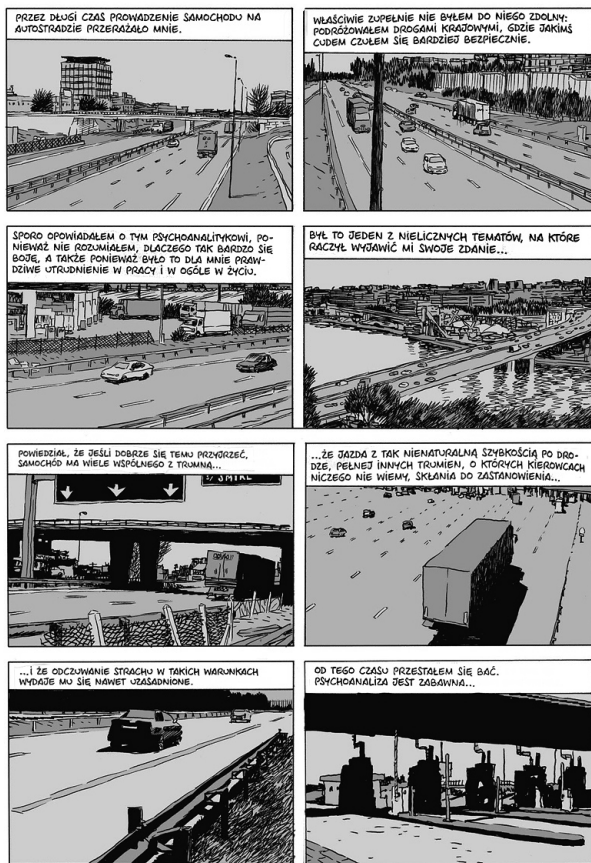 PRZEZ DŁUGI CZAS PROWADZENIE SAMOCHODU NA
AUTOSTRADZIE PRZERAŻAŁO MNIE.
WŁAŚCIWIE ZUPEŁNIE NIE BYŁEM DO NIEGO ZDOLNY:
PODRÓŻOWAŁEM DROGAMI KRAJOWYMI, GDZIE JAKIMŚ
CUDEM CZUŁEM SIĘ BARDZIEJ BEZPIECZNIE.
SPORO OPOWIADAŁEM O TYM PSYCHOANALITYKOWI, PO-
NIEWAŻ NIE ROZUMIAŁEM, DLACZEGO TAK BARDZO SIĘ
BOJĘ, A TAKŻE PONIEWAŻ BYŁO TO DLA MNIE PRAW-
DZIWE UTRUDNIENIE W PRACY I W OGÓLE W ŻYCIU.
BYŁ TO JEDEN Z NIELICZNYCH TEMATÓW, NA KTÓRE
RACZYŁ WYJAWIĆ MI SWOJE ZDANIE...
POWIEDZIAŁ, ŻE JEŚLI DOBRZE SIĘ TEMU PRZYJRZEĆ,
SAMOCHÓD MA WIELE WSPÓLNEGO Z TRUMNĄ...
...ŻE JAZDA Z TAK NIENATURALNĄ SZYBKOŚCIĄ PO DRO-
DZE, PEŁNEJ INNYCH TRUMIEN, O KTÓRYCH KIEROWCACH
NICZEGO NIE WIEMY, SKŁANIA DO ZASTANOWIENIA...
...I ŻE ODCZUWANIE STRACHU W TAKICH WARUNKACH
WYDAJE MU SIĘ NAWET UZASADNIONE.
OD TEGO CZASU PRZESTAŁEM SIĘ BAĆ.
PSYCHOANALIZA JEST ZABAWNA...